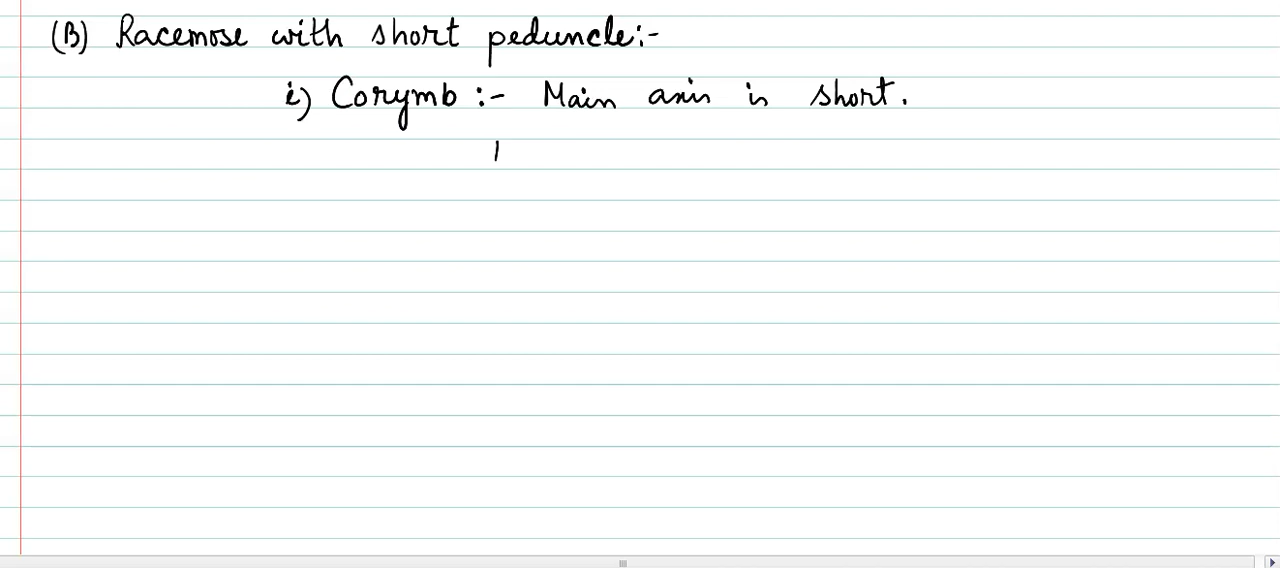 (B) Racemose with short peduncle:-
i) Corymb :- Main axis is short.